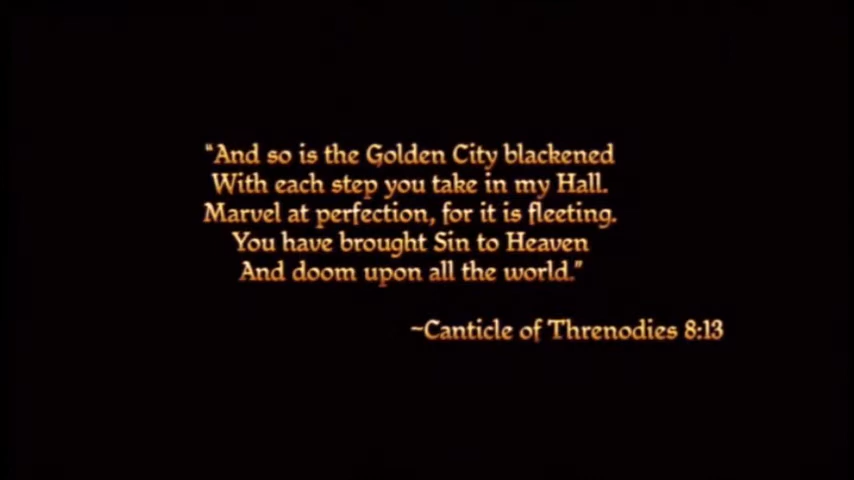 “And so is the Golden City blackened
With each step you take in my Hall.
Marvel at perfection, for it is fleeting.
You have brought Sin to Heaven
And doom upon all the world.”
~Canticle of Threnodies 8:13